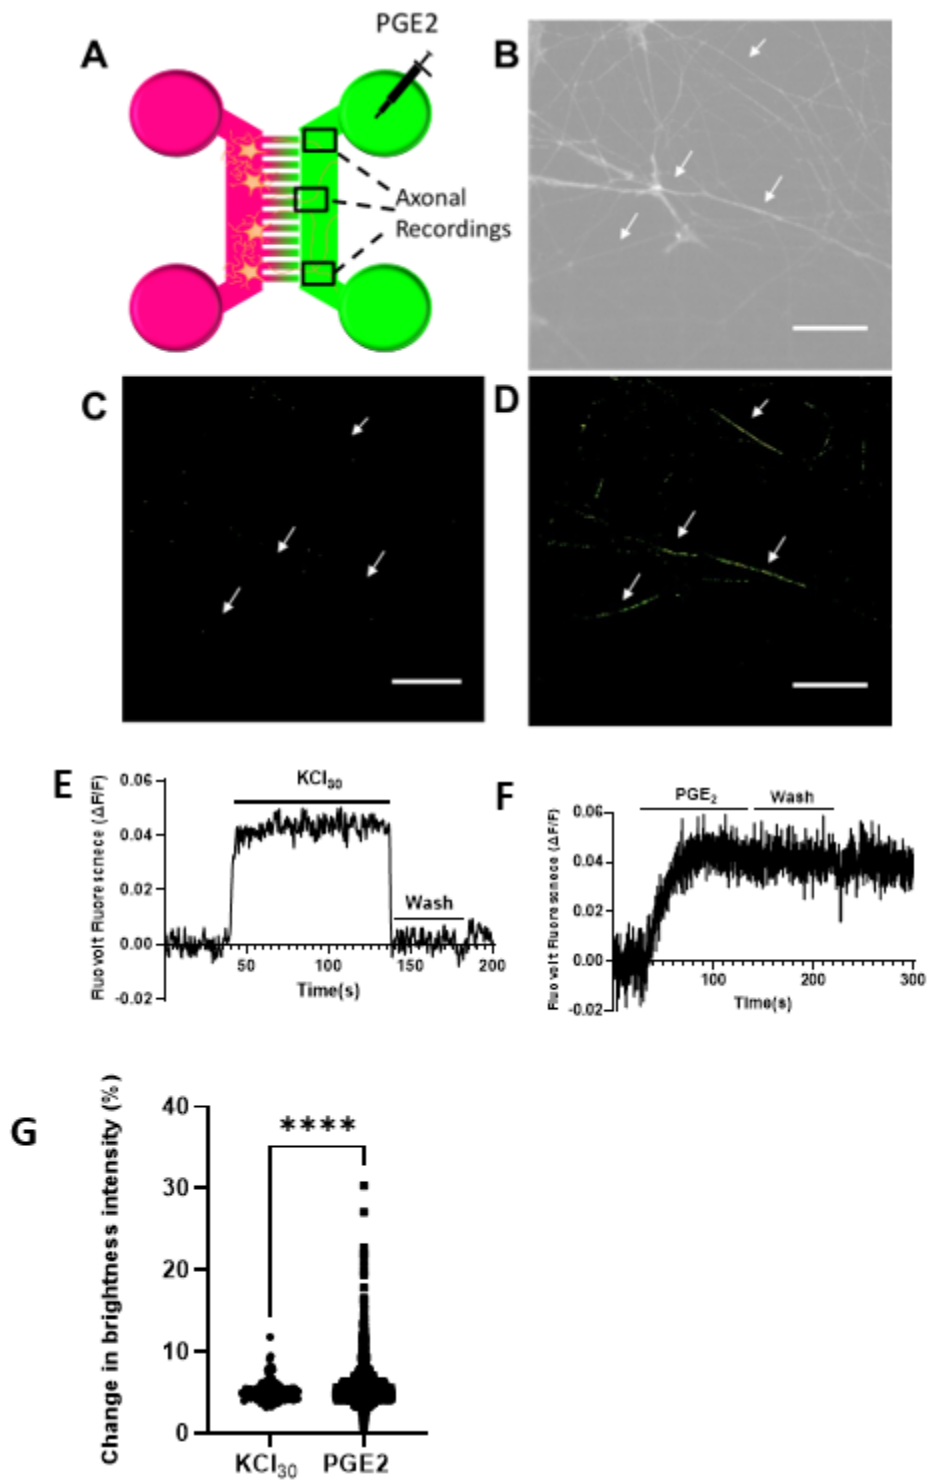 PGE2
A
Axonal
Recordings
B
C
D
E
Fluovolt Fluoresnece (ΔF/F)
0.06
0.04
0.02
0.00
-0.02
KCl30
Wash
50
100
150
200
Time(s)
F
Fluovolt Fluoresnece (ΔF/F)
0.06
0.04
0.02
0.00
-0.02
PGE2
Wash
100
200
300
Time(s)
G
Change in brightness intensity (%)
40
30
20
10
0
****
KCl30
PGE2